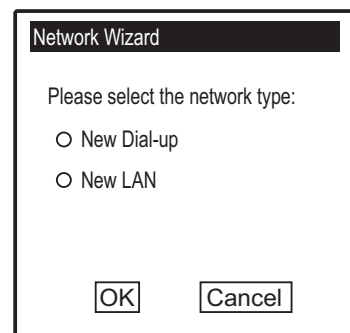 Network Wizard
Please select the network type:
New Dial-up
New LAN
OK Cancel